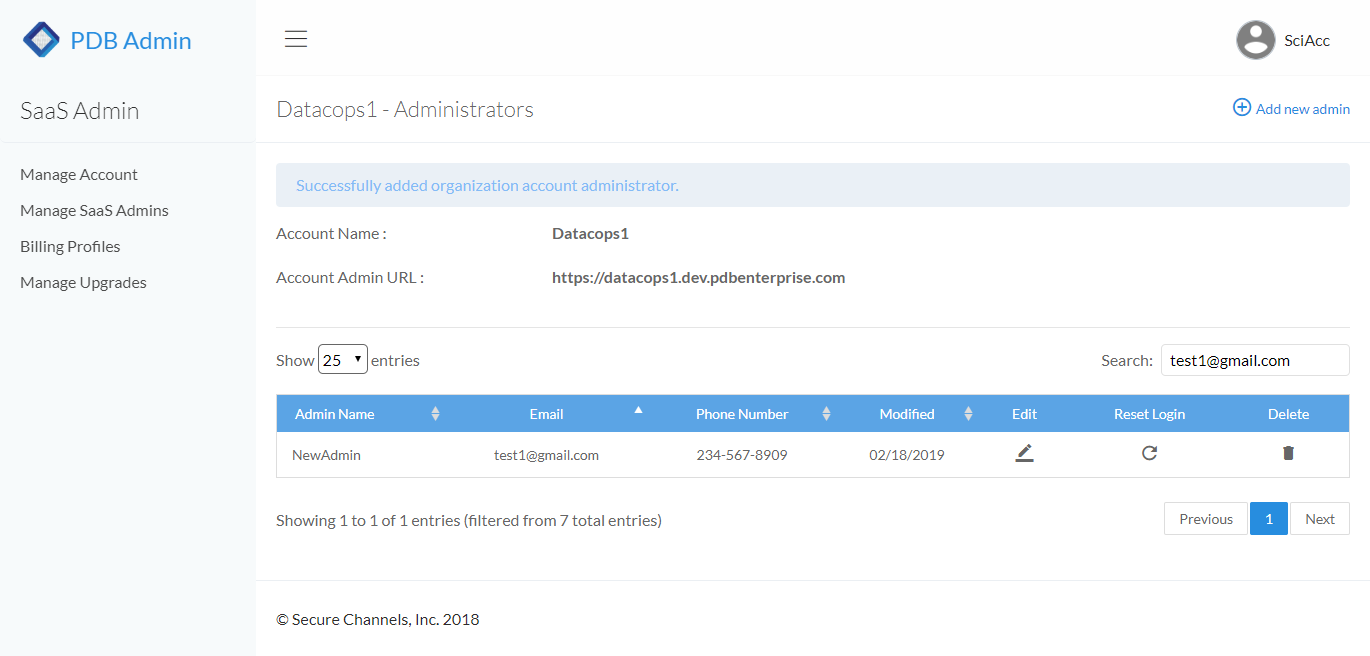 PDB Admin
SciAcc
SaaS Admin
Datacops1 - Administrators
Add new admin
Manage Account
Manage SaaS Admins
Billing Profiles
Manage Upgrades
Successfully added organization account administrator.
Account Name : Datacops1
Account Admin URL : https://datacops1.dev.pdbenterprise.com
Show 25 entries
Search: test1@gmail.com
Admin Name Email Phone Number Modified Edit Reset Login Delete
NewAdmin test1@gmail.com 234-567-8909 02/18/2019
Showing 1 to 1 of 1 entries (filtered from 7 total entries)
Previous 1 Next
© Secure Channels, Inc. 2018